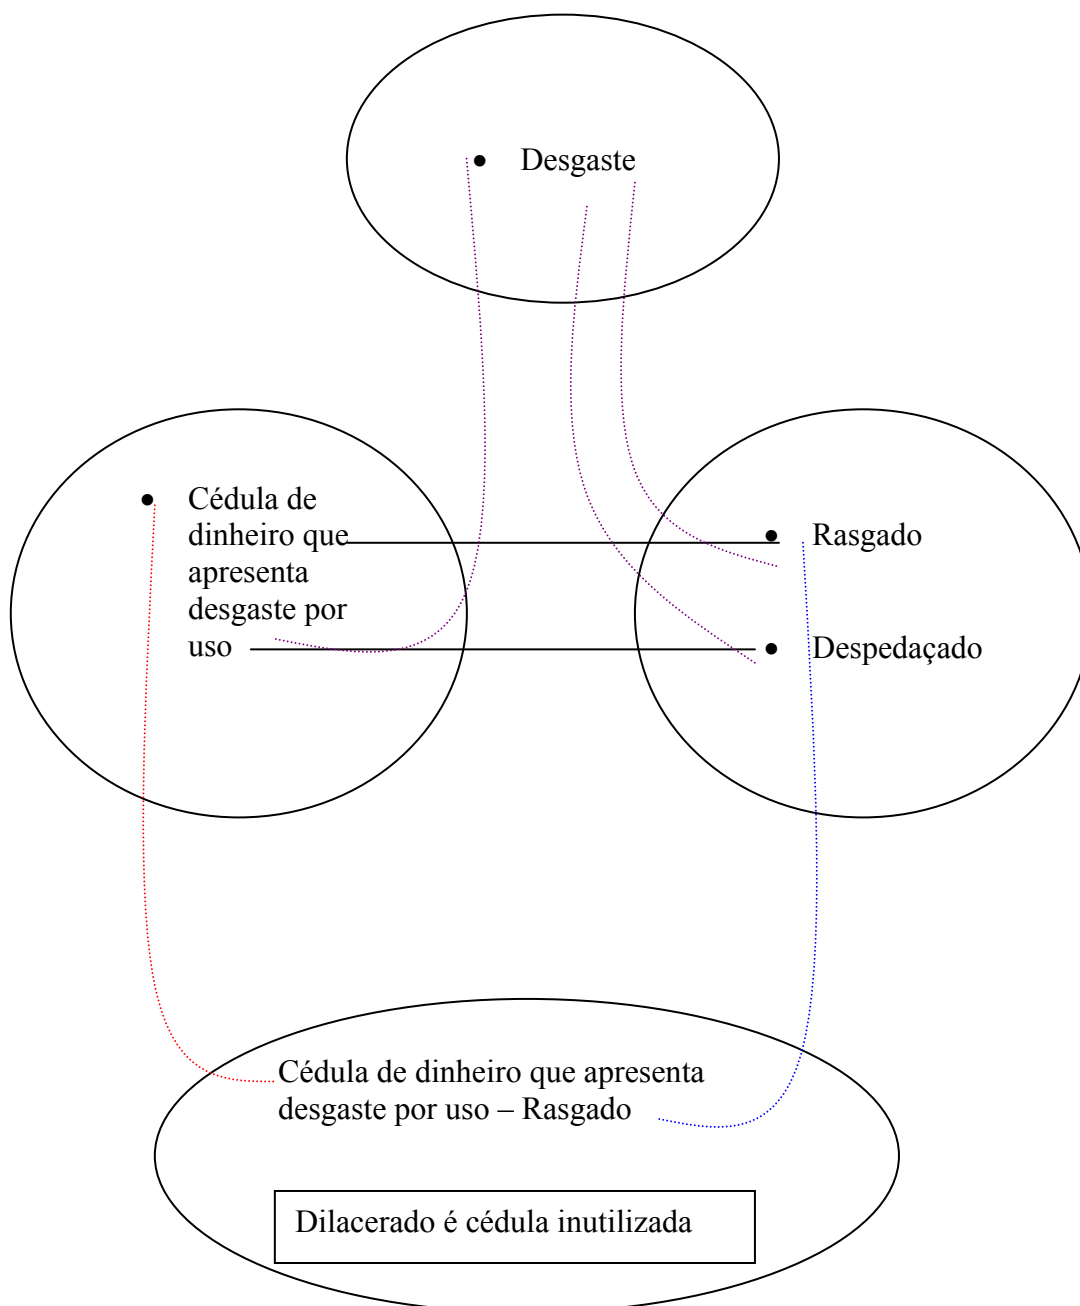 • Desgaste
• Cédula de
dinheiro que
apresenta
desgaste por
uso
• Rasgado
• Despedaçado
Cédula de dinheiro que apresenta
desgaste por uso – Rasgado
Dilacerado é cédula inutilizada